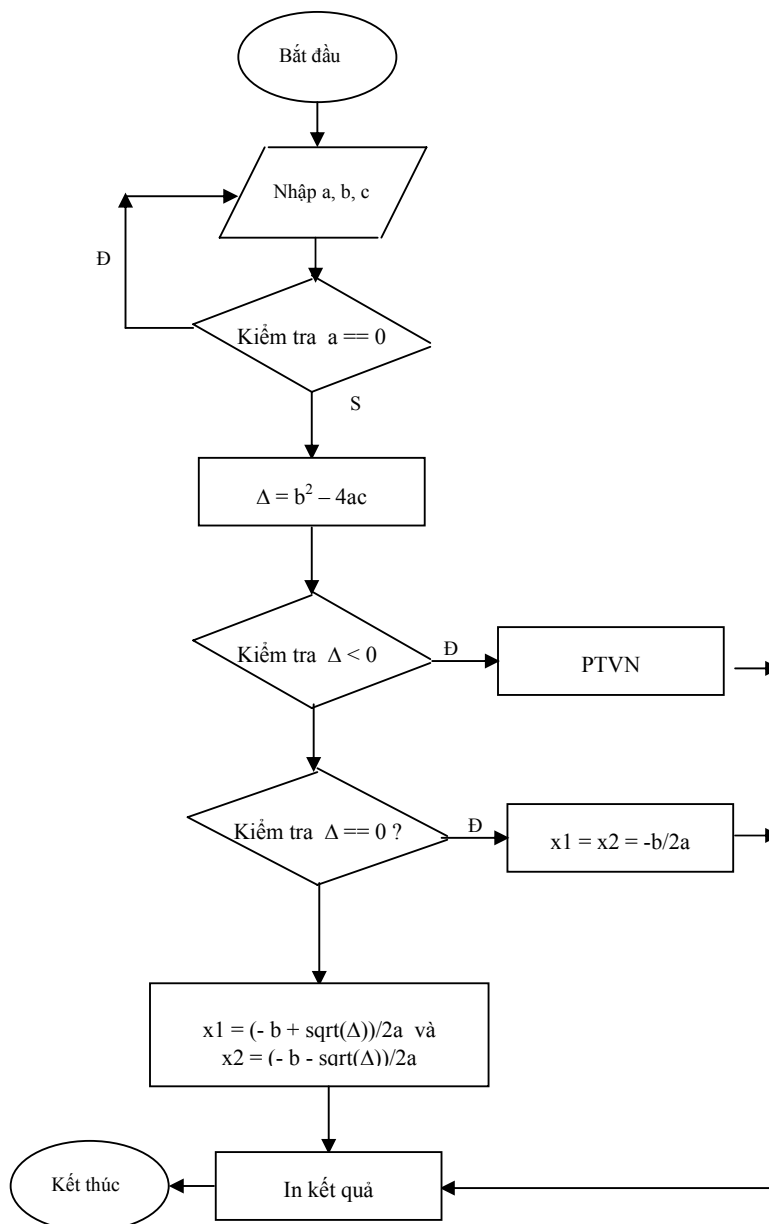 Bắt đầu
Nhập a, b, c
Đ
Kiểm tra a == 0
S
Δ = b² – 4ac
Kiểm tra Δ < 0
Đ
PTVN
Kiểm tra Δ == 0 ?
Đ
x1 = x2 = -b/2a
x1 = (- b + sqrt(Δ))/2a và
x2 = (- b - sqrt(Δ))/2a
Kết thúc
In kết quả